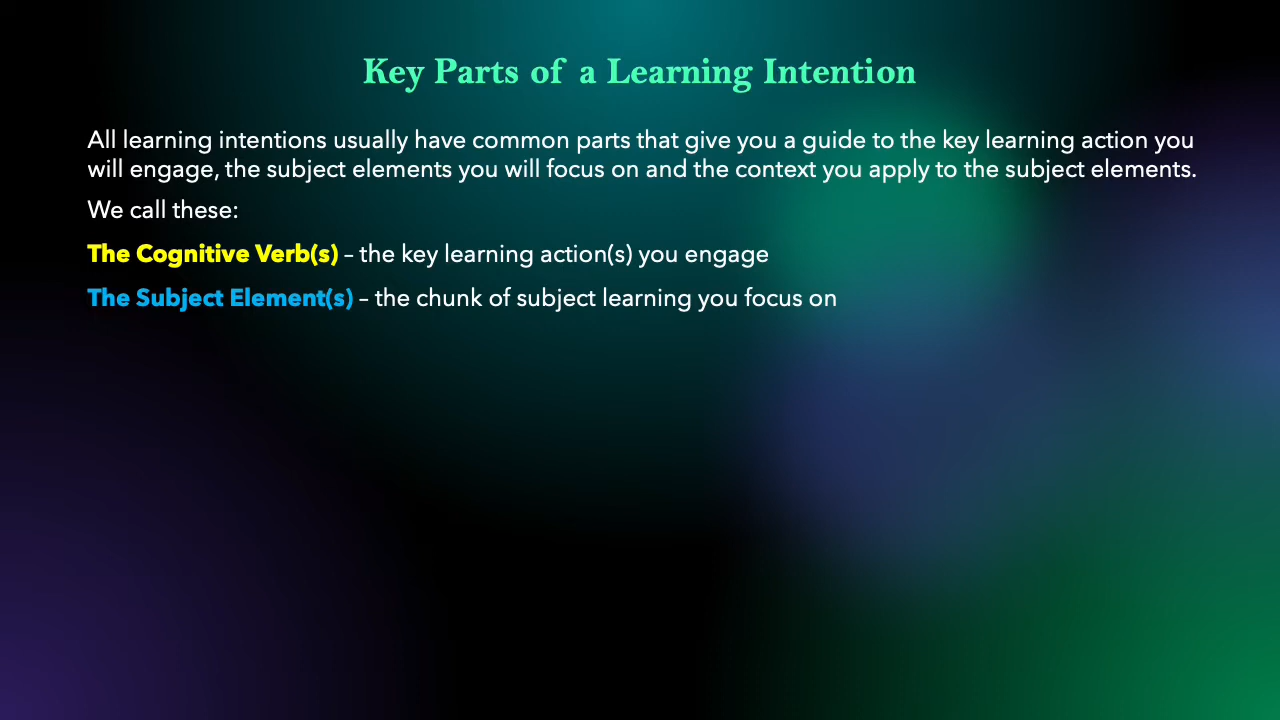 Key Parts of a Learning Intention
All learning intentions usually have common parts that give you a guide to the key learning action you
will engage, the subject elements you will focus on and the context you apply to the subject elements.
We call these:
The Cognitive Verb(s) – the key learning action(s) you engage
The Subject Element(s) – the chunk of subject learning you focus on